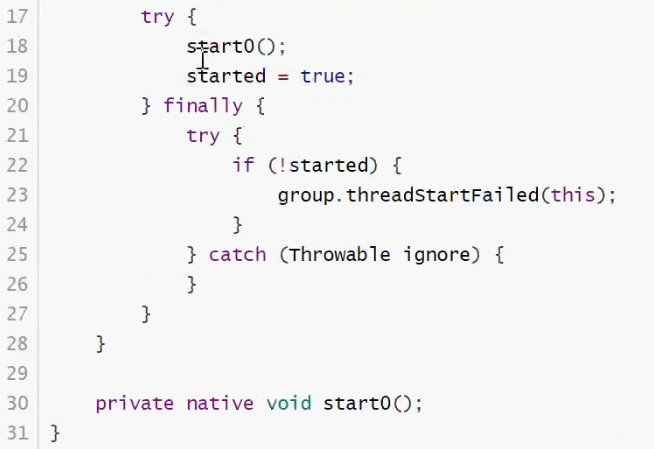 17 try {
18 start0();
19 started = true;
20 } finally {
21 try {
22 if (!started) {
23 group.threadStartFailed(this);
24 }
25 } catch (Throwable ignore) {
26 }
27 }
28 }
29
30 private native void start0();
31 }